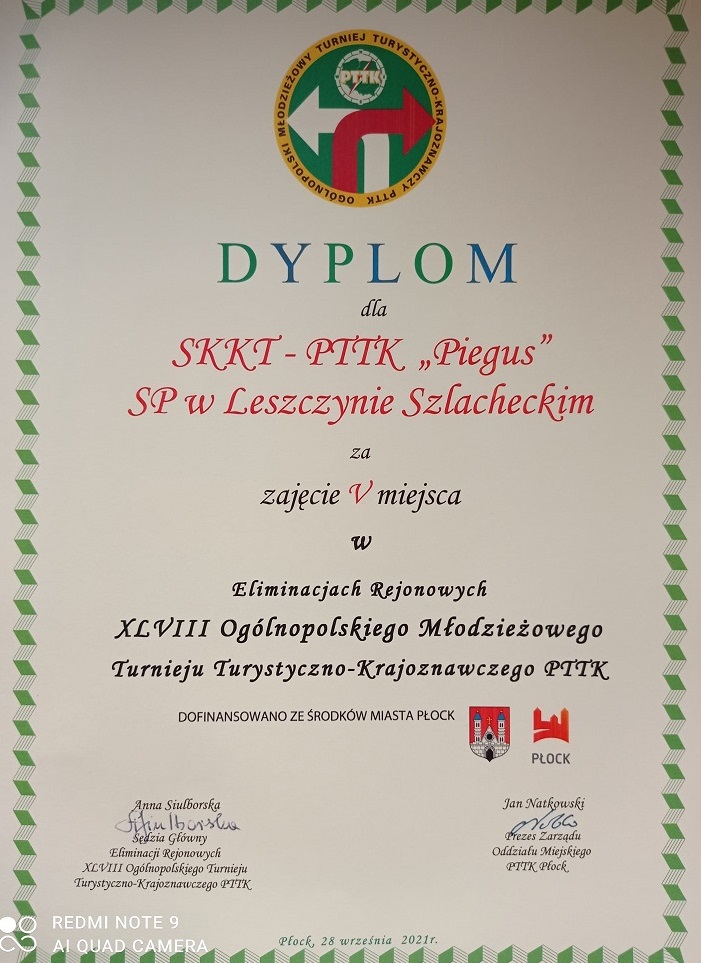 OGÓLNOPOLSKI MŁODZIEŻOWY TURNIEJ TURYSTYCZNO-KRAJOZNAWCZY PTTK
PTTK
DYPLOM
dla
SKKT - PTTK „Piegus”
SP w Leszczynie Szlacheckim
za
zajęcie V miejsca
w
Eliminacjach Rejonowych
XLVIII Ogólnopolskiego Młodzieżowego
Turnieju Turystyczno-Krajoznawczego PTTK
DOFINANSOWANO ZE ŚRODKÓW MIASTA PŁOCK
PŁOCK
Anna Siulborska
Sędzia Główny
Eliminacji Rejonowych
XLVIII Ogólnopolskiego Turnieju
Turystyczno-Krajoznawczego PTTK
Jan Natkowski
Prezes Zarządu
Oddziału Miejskiego
PTTK Płock
REDMI NOTE 9
AI QUAD CAMERA
Płock, 28 września 2021r.